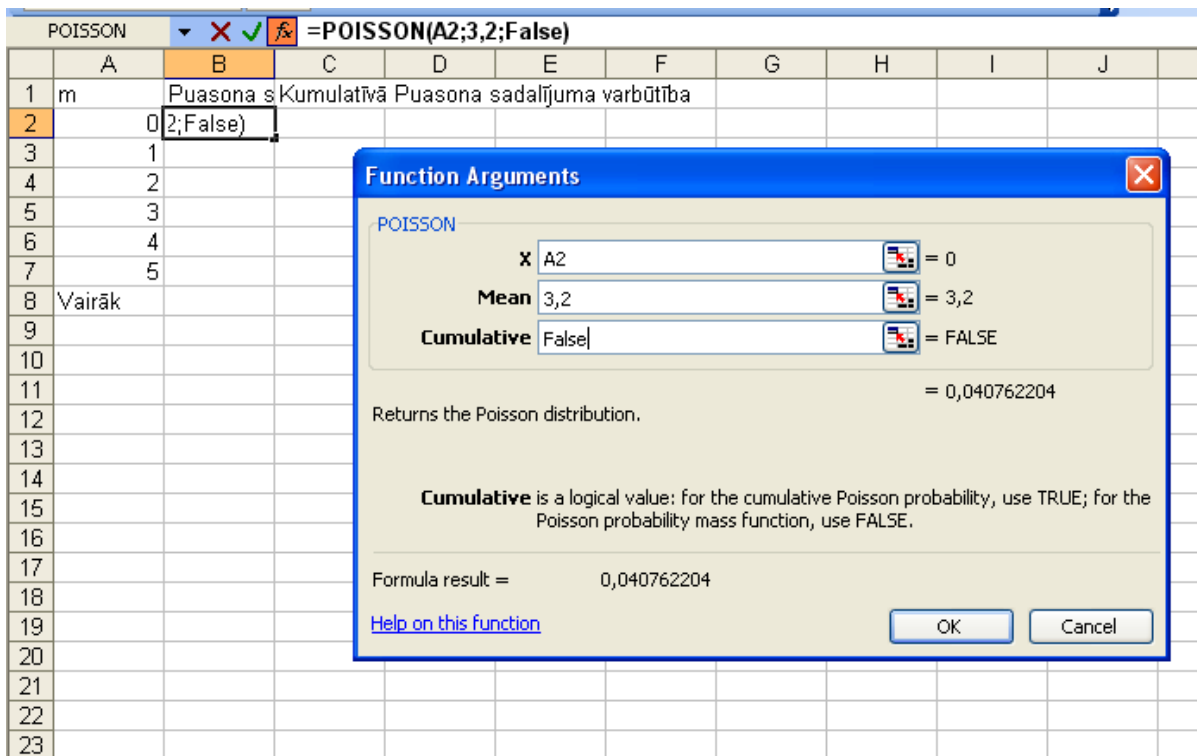 POISSON fx =POISSON(A2;3,2;False)
A B C D E F G H I J
1 m Puasona s Kumulatīvā Puasona sadalījuma varbūtība
2 0 2;False)
3 1
4 2
5 3
6 4
7 5
8 Vairāk
9
10
11
12
13
14
15
16
17
18
19
20
21
22
23
Function Arguments
POISSON
X A2 = 0
Mean 3,2 = 3,2
Cumulative False = FALSE
= 0,040762204
Returns the Poisson distribution.
Cumulative is a logical value: for the cumulative Poisson probability, use TRUE; for the
Poisson probability mass function, use FALSE.
Formula result = 0,040762204
Help on this function OK Cancel